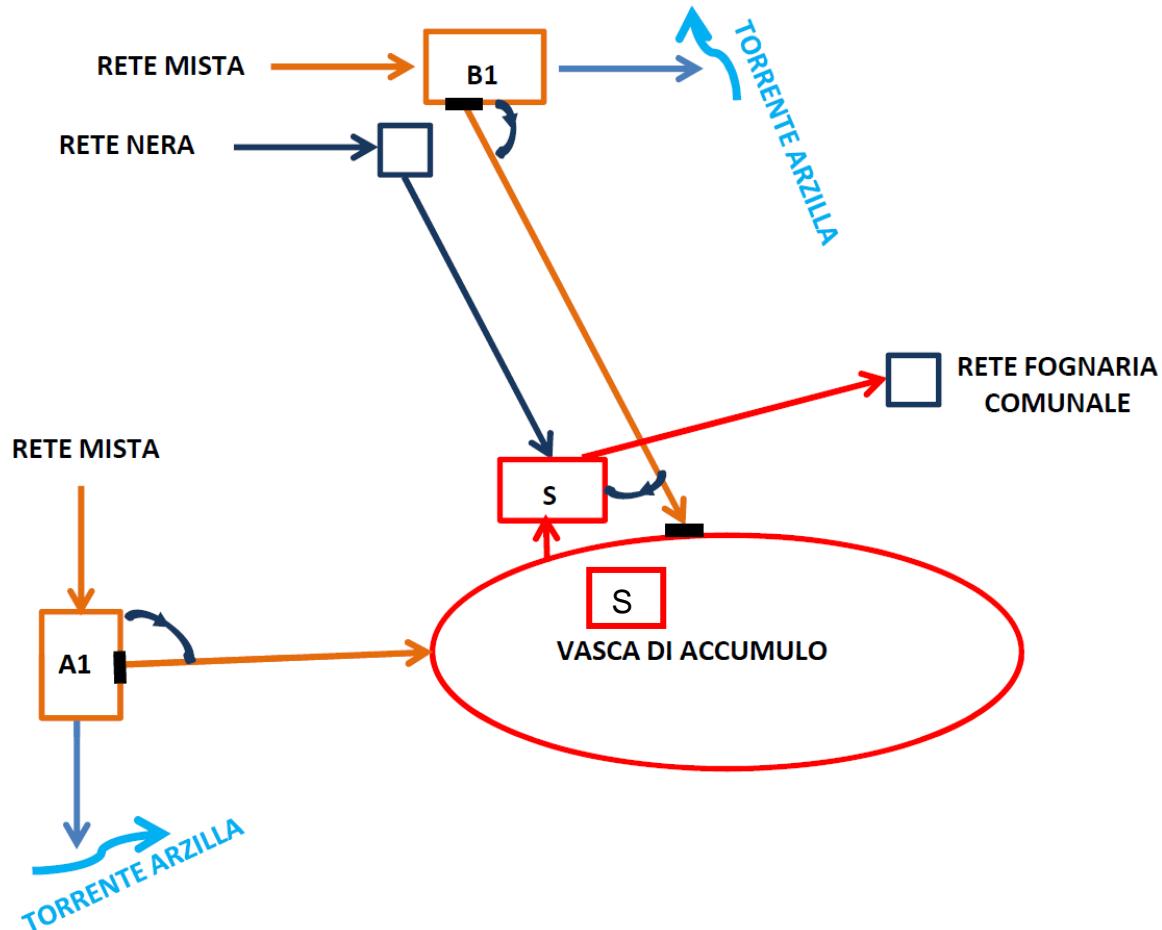 RETE MISTA
B1
TORRENTE ARZILLA
RETE NERA
RETE FOGNARIA
COMUNALE
RETE MISTA
S
S
VASCA DI ACCUMULO
A1
TORRENTE ARZILLA